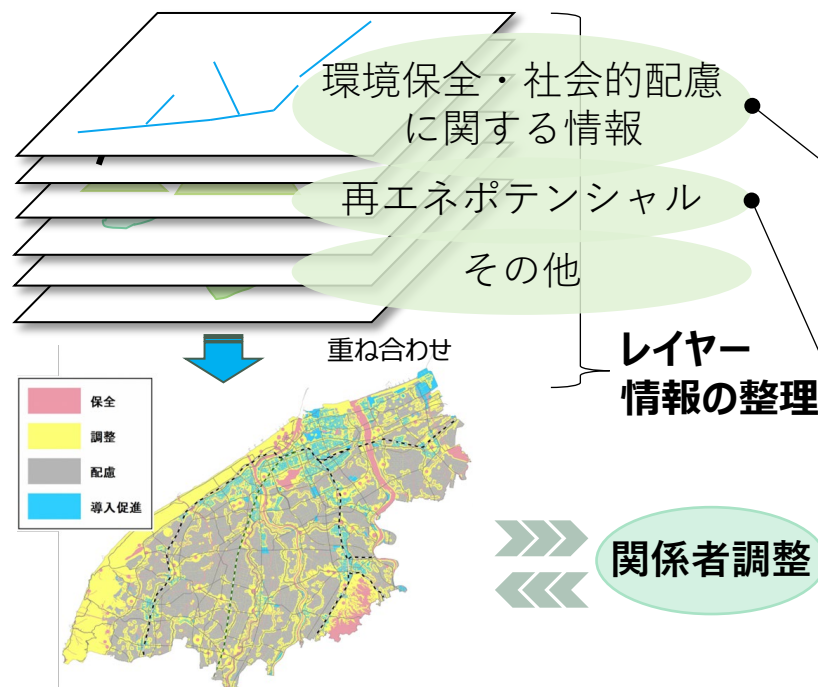 環境保全・社会的配慮
に関する情報
再エネポテンシャル
その他
重ね合わせ
レイヤー
情報の整理
保全
調整
配慮
導入促進
関係者調整